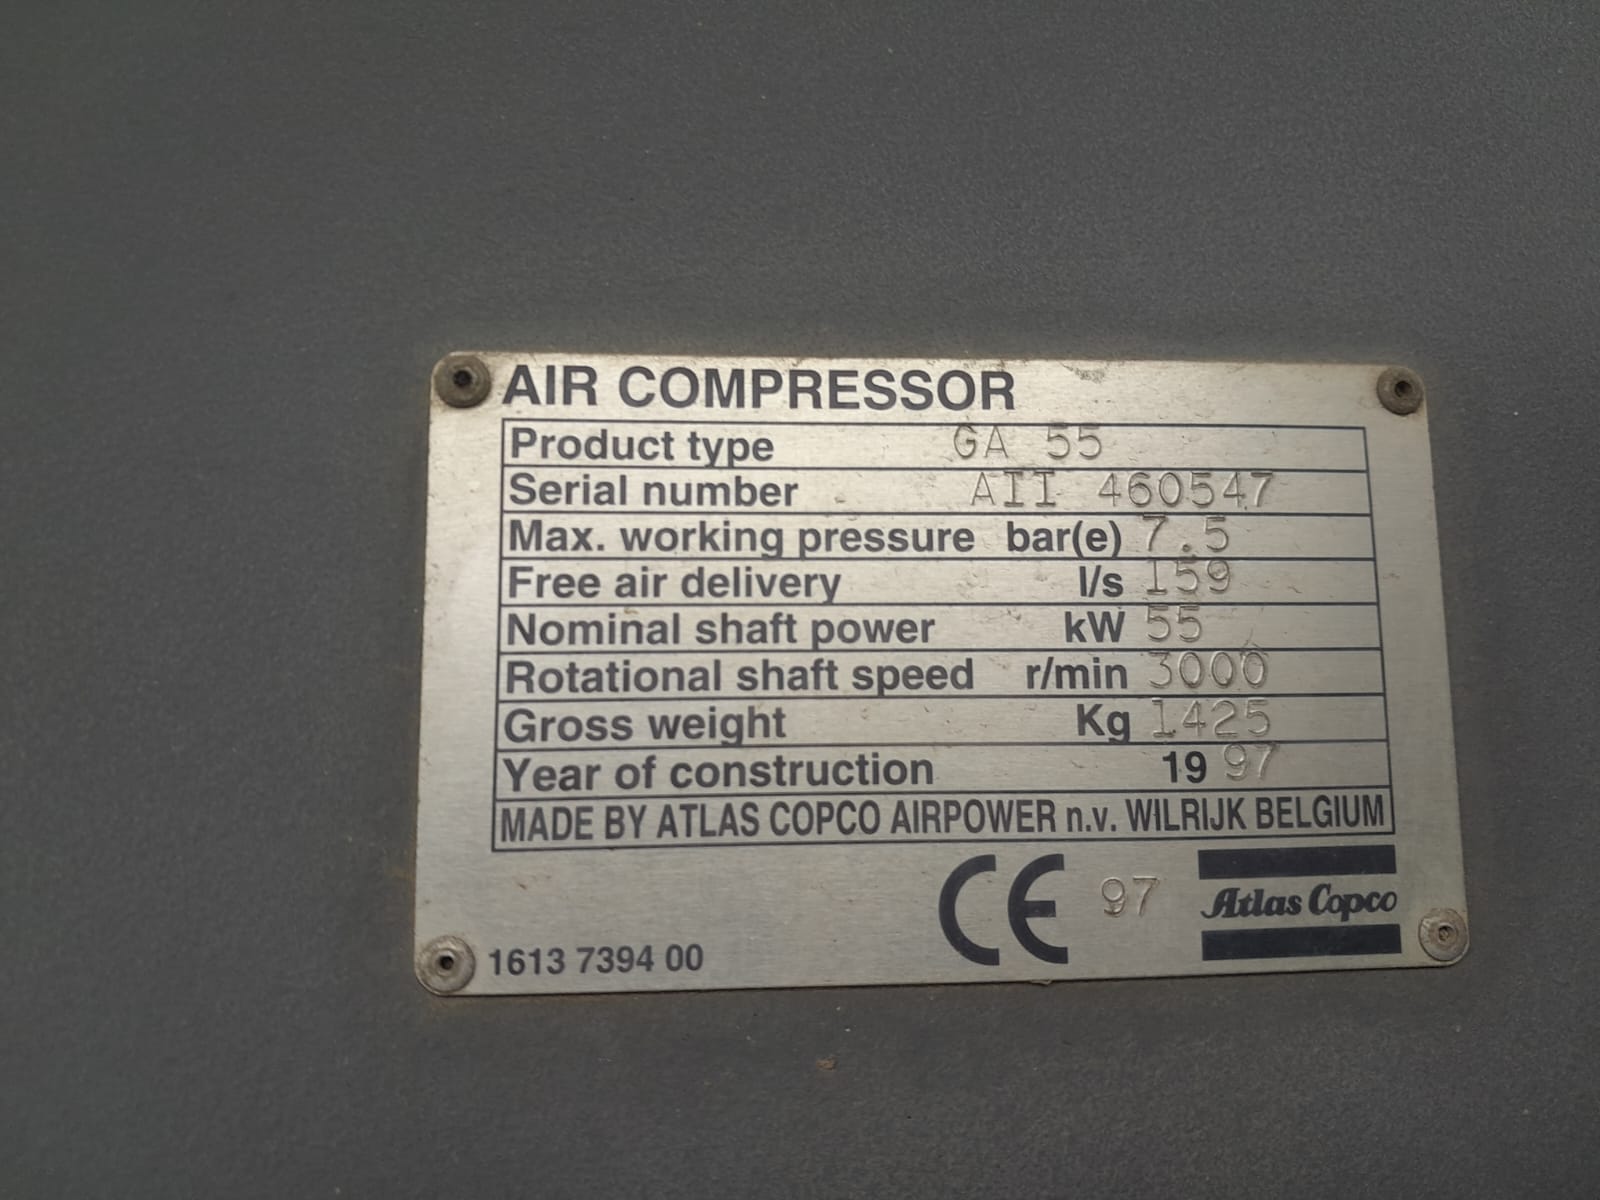 AIR COMPRESSOR
Product type GA 55
Serial number AII 460547
Max. working pressure bar(e) 7.5
Free air delivery l/s 159
Nominal shaft power kW 55
Rotational shaft speed r/min 3000
Gross weight Kg 1425
Year of construction 19 97
MADE BY ATLAS COPCO AIRPOWER n.v. WILRIJK BELGIUM
CE 97 Atlas Copco
1613 7394 00